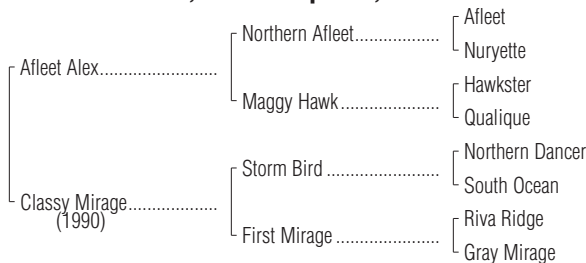 Afleet
Northern Afleet....................
Nuryette
Afleet Alex............................
Hawkster
Maggy Hawk.......................
Qualique
Northern Dancer
Storm Bird ..........................
South Ocean
Classy Mirage.....................
(1990)
Riva Ridge
First Mirage ........................
Gray Mirage